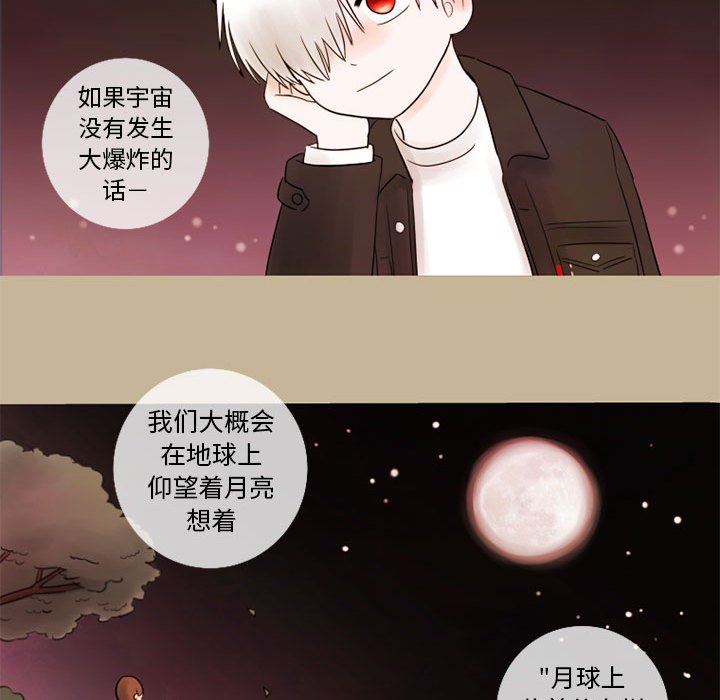 如果宇宙
没有发生
大爆炸的
话—
我们大概会
在地球上
仰望着月亮
想着
"月球上